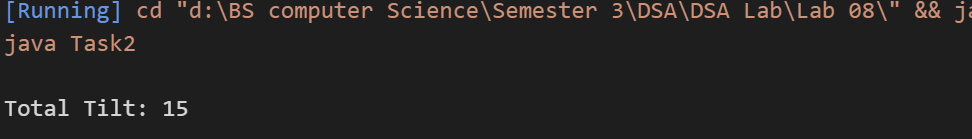 [Running] cd "d:\BS computer Science\Semester 3\DSA\DSA Lab\Lab 08\" && ja
java Task2
Total Tilt: 15